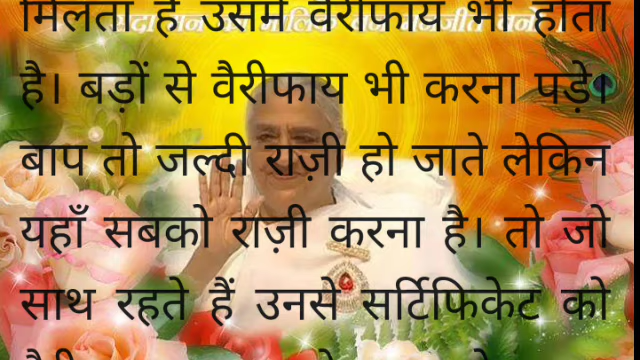 मिलता है उसमें वैरीफाय भी होता
है। बड़ों से वैरीफाय भी करना पड़े।
बाप तो जल्दी राज़ी हो जाते लेकिन
यहाँ सबको राज़ी करना है। तो जो
साथ रहते हैं उनसे सर्टिफिकेट को